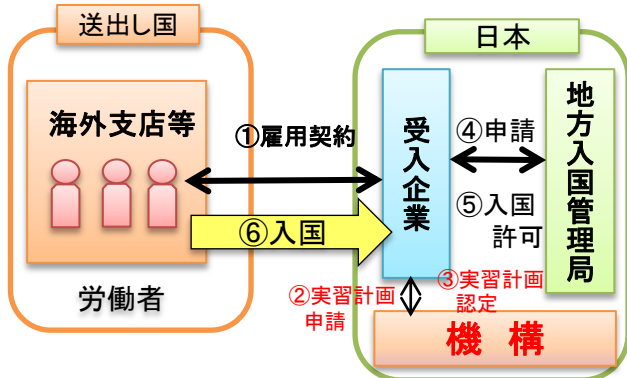 送出し国
日本
海外支店等
①雇用契約
受入企業
④申請
地方入国管理局
⑤入国
許可
⑥入国
労働者
②実習計画
申請
③実習計画
認定
機構